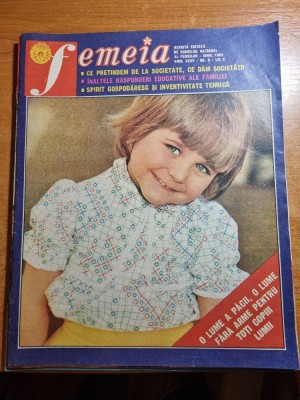 femeia
REVISTĂ EDITATĂ
DE CONSILIUL NAȚIONAL
AL FEMEILOR - IUNIE 1983
ANUL XXXV - NR. 6 - LEI 5
• CE PRETINDEM DE LA SOCIETATE, CE DĂM SOCIETĂȚII
• ÎNALTELE RĂSPUNDERI EDUCATIVE ALE FAMILIEI
• SPIRIT GOSPODĂRESC ȘI INVENTIVITATE TEHNICĂ
O LUME A PĂCII, O LUME
FĂRĂ ARME PENTRU
TOȚI COPIII
LUMII